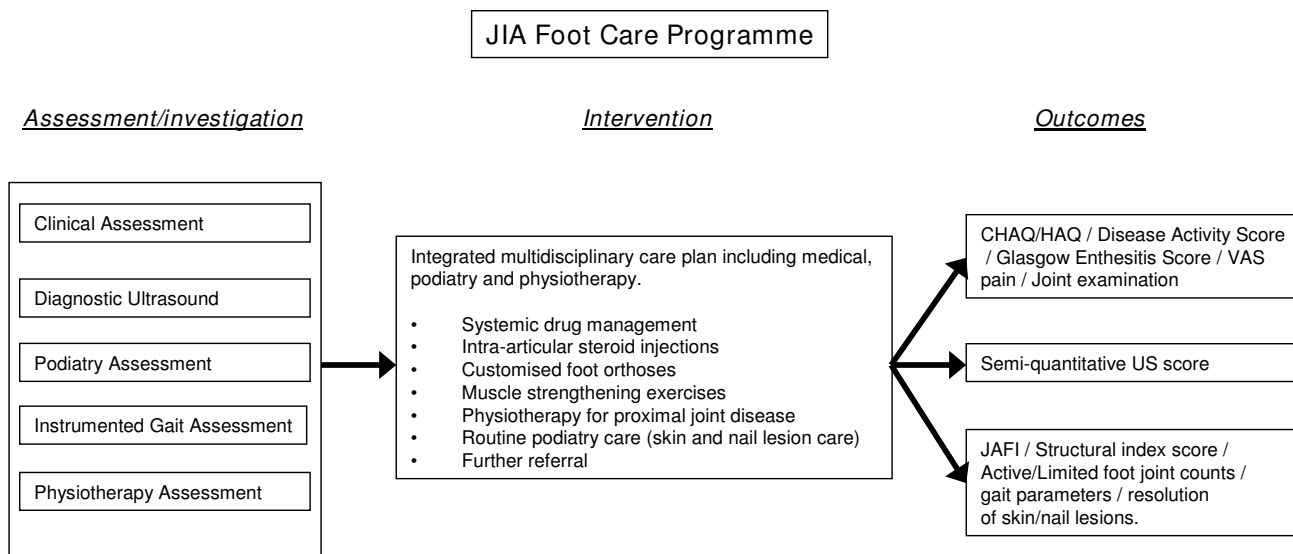 JIA Foot Care Programme
Assessment/investigation
Intervention
Outcomes
Clinical Assessment
Diagnostic Ultrasound
Podiatry Assessment
Instrumented Gait Assessment
Physiotherapy Assessment
Integrated multidisciplinary care plan including medical,
podiatry and physiotherapy.
• Systemic drug management
• Intra-articular steroid injections
• Customised foot orthoses
• Muscle strengthening exercises
• Physiotherapy for proximal joint disease
• Routine podiatry care (skin and nail lesion care)
• Further referral
CHAQ/HAQ / Disease Activity Score
/ Glasgow Enthesitis Score / VAS
pain / Joint examination
Semi-quantitative US score
JAFI / Structural index score /
Active/Limited foot joint counts /
gait parameters / resolution
of skin/nail lesions.